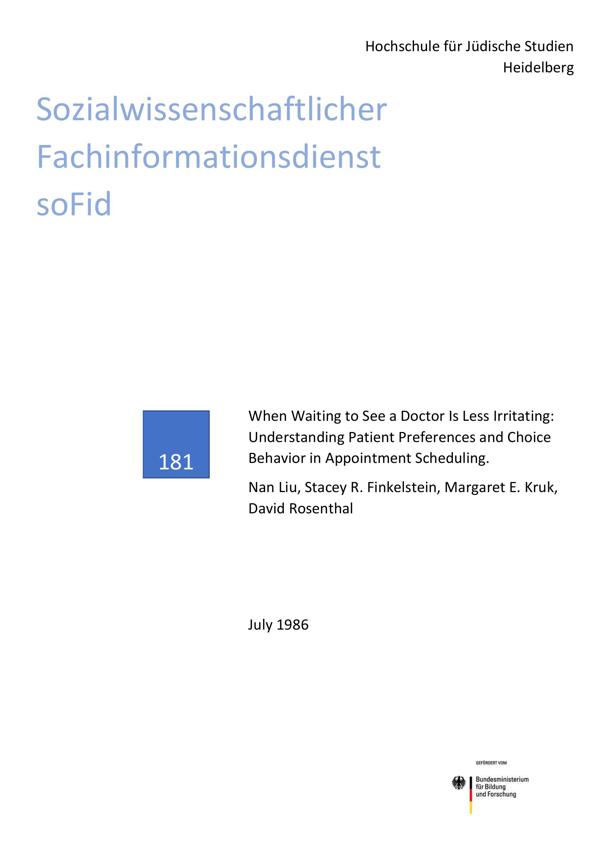 Hochschule für Jüdische Studien
Heidelberg
Sozialwissenschaftlicher
Fachinformationsdienst
soFid
181
When Waiting to See a Doctor Is Less Irritating:
Understanding Patient Preferences and Choice
Behavior in Appointment Scheduling.
Nan Liu, Stacey R. Finkelstein, Margaret E. Kruk,
David Rosenthal
July 1986
GEFÖRDERT VOM
Bundesministerium
für Bildung
und Forschung